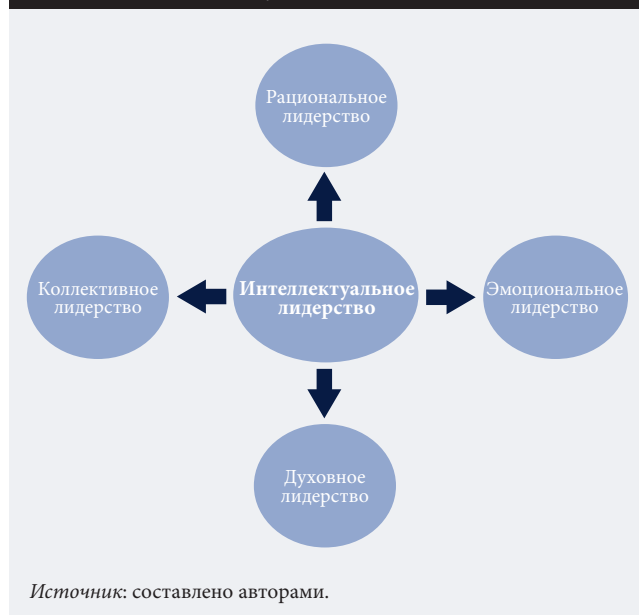 Рациональное
лидерство
Коллективное
лидерство
Интеллектуальное
лидерство
Эмоциональное
лидерство
Духовное
лидерство
Источник: составлено авторами.